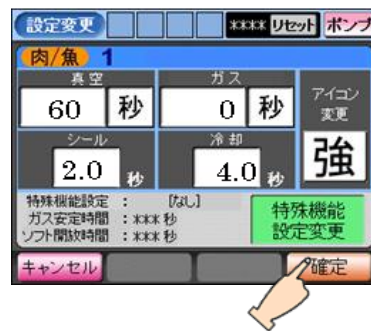 設定変更 **** リセット ポンプ
肉/魚 1
真空 ガス アイコン
変更
60 秒 0 秒
シール 冷却
2.0 秒 4.0 秒 強
特殊機能設定 : [なし]
ガス安定時間 : *** 秒
ソフト開放時間 : *** 秒
特殊機能
設定変更
キャンセル 確定